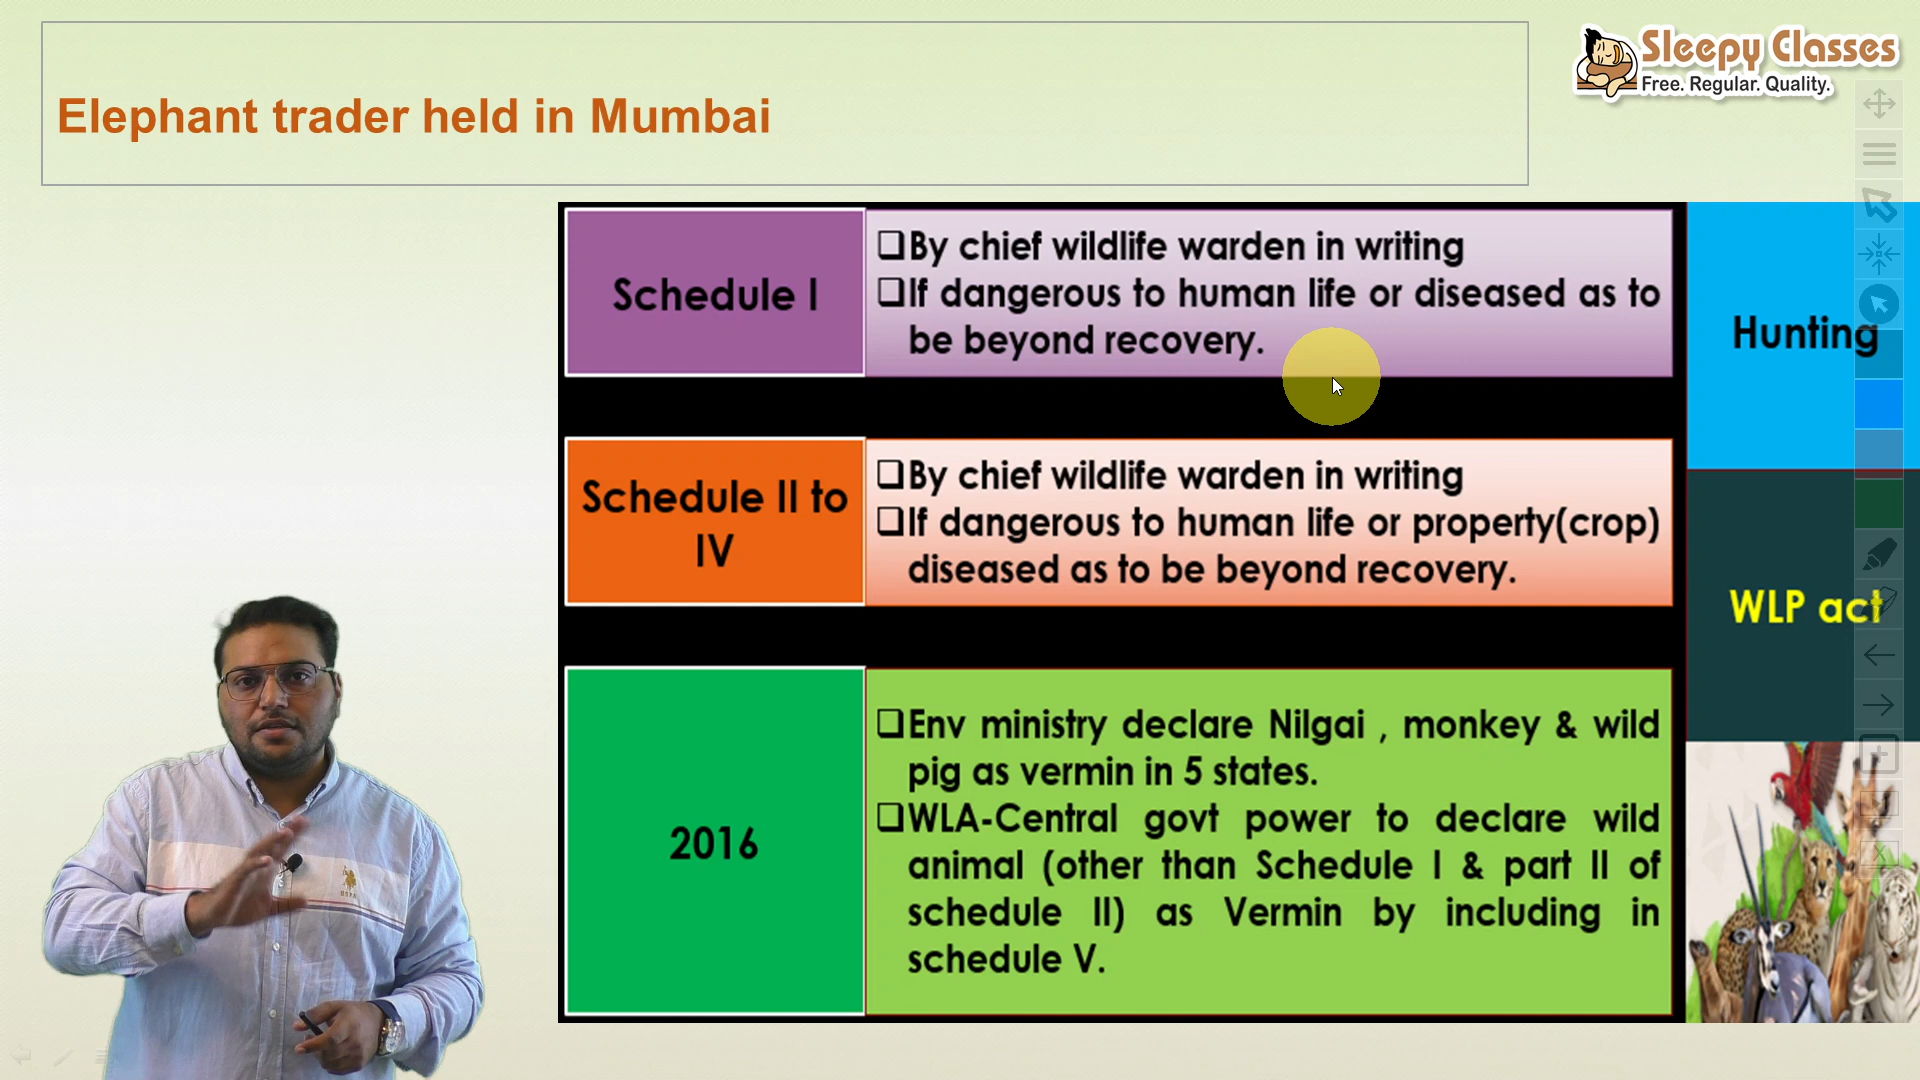 Sleepy Classes
Free. Regular. Quality.
Elephant trader held in Mumbai
Schedule I
❑By chief wildlife warden in writing
❑If dangerous to human life or diseased as to
be beyond recovery.
Hunting
Schedule II to
IV
❑By chief wildlife warden in writing
❑If dangerous to human life or property(crop)
diseased as to be beyond recovery.
WLP act
2016
❑Env ministry declare Nilgai , monkey & wild
pig as vermin in 5 states.
❑WLA-Central govt power to declare wild
animal (other than Schedule I & part II of
schedule II) as Vermin by including in
schedule V.